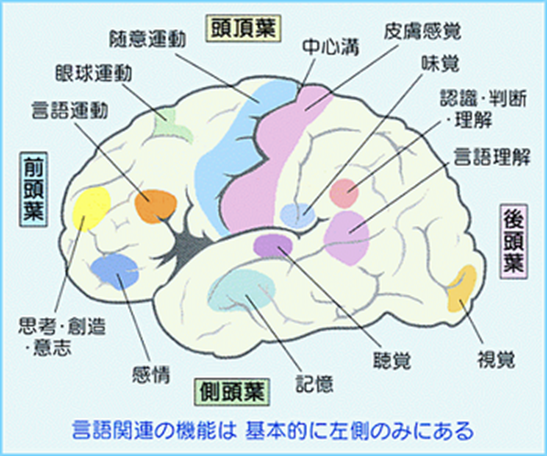 頭頂葉
随意運動
中心溝
皮膚感覚
眼球運動
味覚
言語運動
認識・判断
・理解
言語理解
前頭葉
後頭葉
思考・創造
・意志
感情
側頭葉
記憶
聴覚
視覚
言語関連の機能は 基本的に左側のみにある